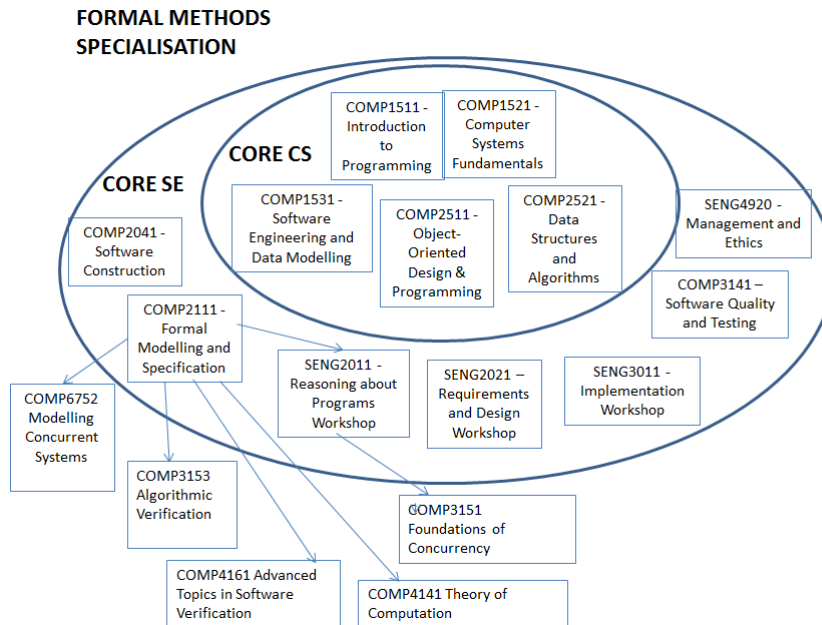 FORMAL METHODS
SPECIALISATION
COMP1511 -
Introduction
to
Programming
COMP1521 -
Computer
Systems
Fundamentals
CORE CS
CORE SE
COMP1531 -
Software
Engineering and
Data Modelling
COMP2511 -
Object-
Oriented
Design &
Programming
COMP2521 -
Data
Structures
and
Algorithms
SENG4920 -
Management and
Ethics
COMP2041 -
Software
Construction
COMP3141 –
Software Quality
and Testing
COMP2111 -
Formal
Modelling and
Specification
SENG2011 -
Reasoning about
Programs
Workshop
SENG2021 –
Requirements
and Design
Workshop
SENG3011 -
Implementation
Workshop
COMP6752
Modelling
Concurrent
Systems
COMP3153
Algorithmic
Verification
COMP3151
Foundations of
Concurrency
COMP4161 Advanced
Topics in Software
Verification
COMP4141 Theory of
Computation